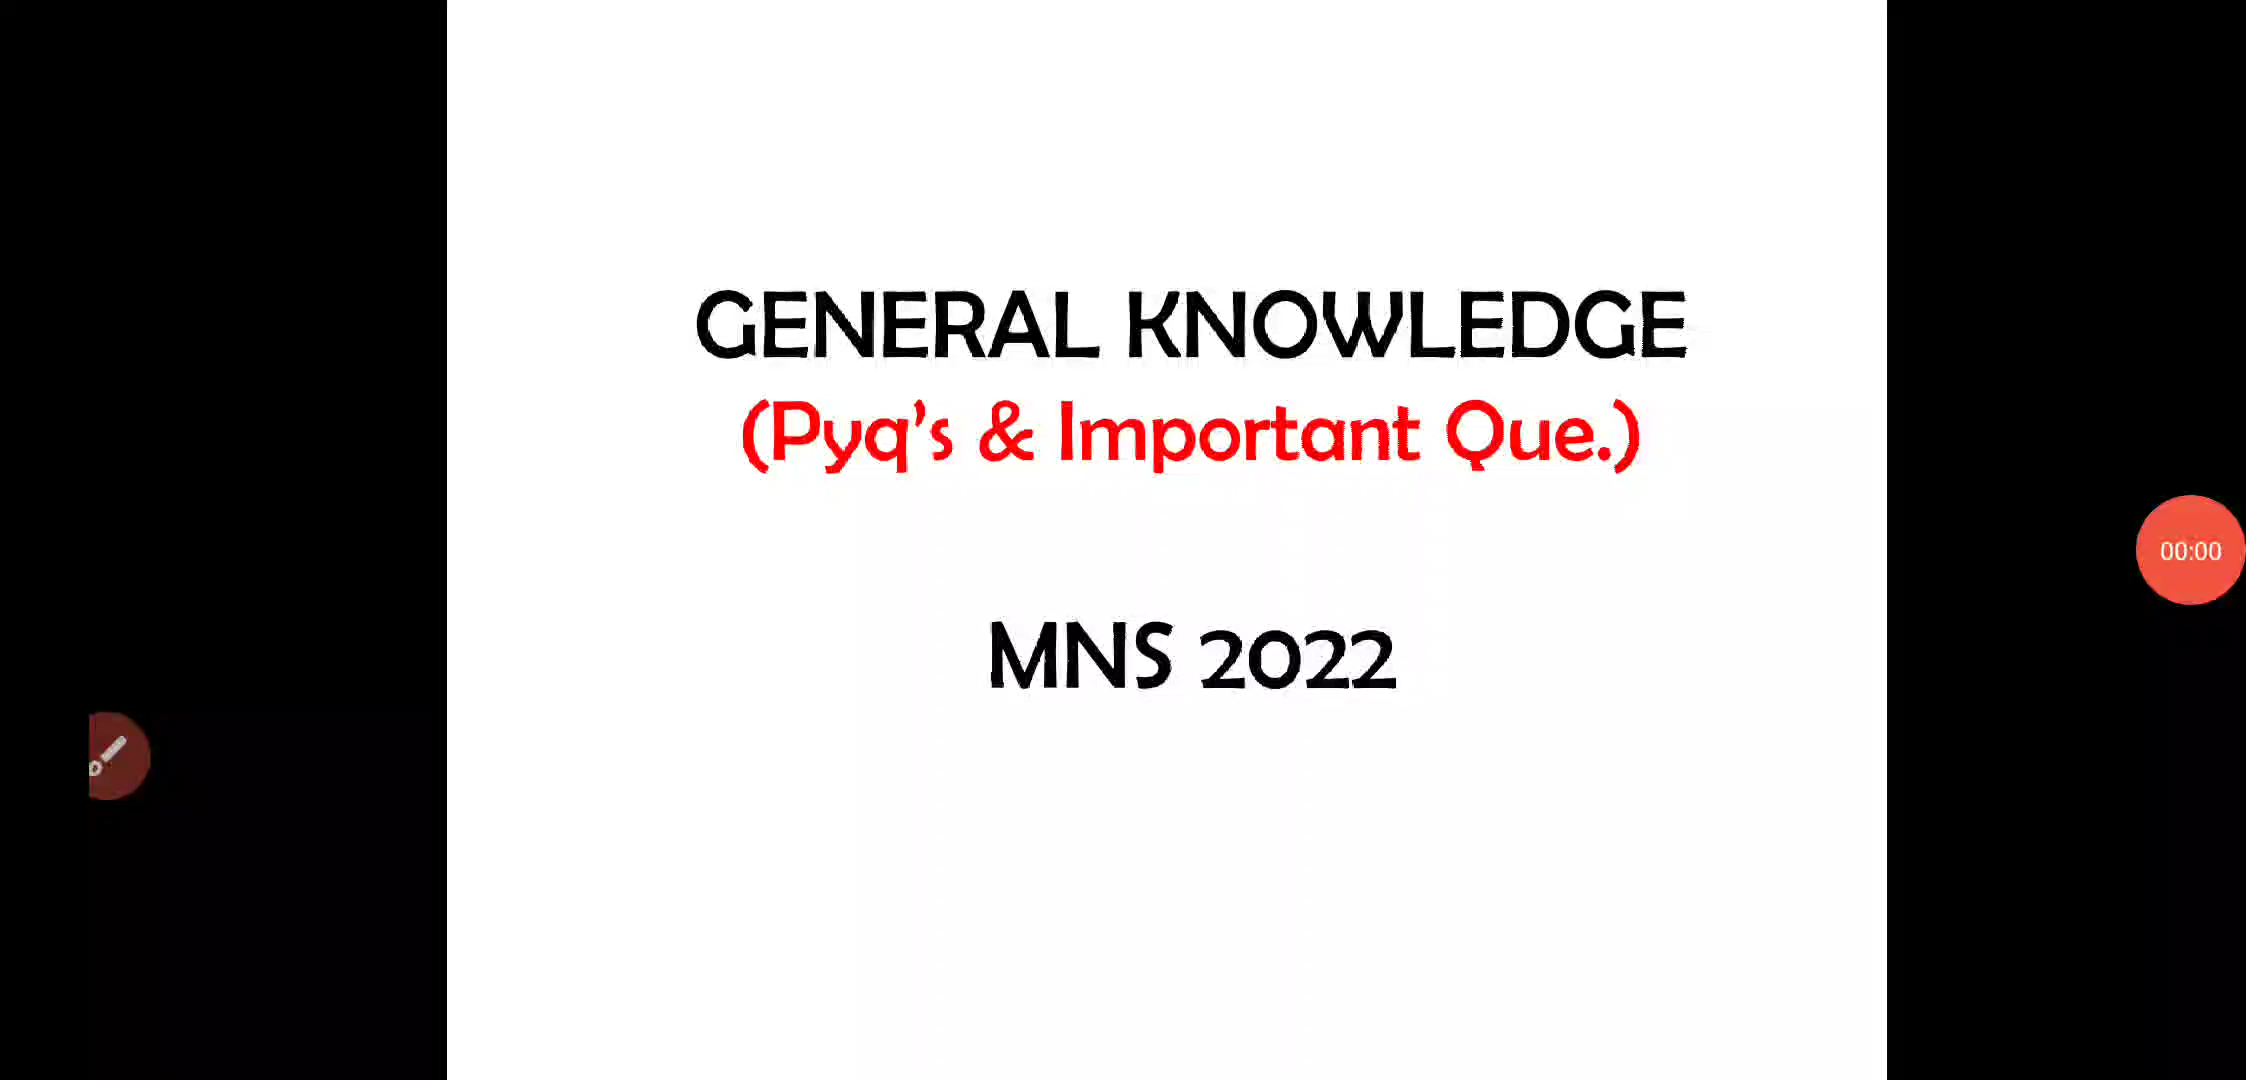 GENERAL KNOWLEDGE
(Pyq's & Important Que.)
00:00
MNS 2022